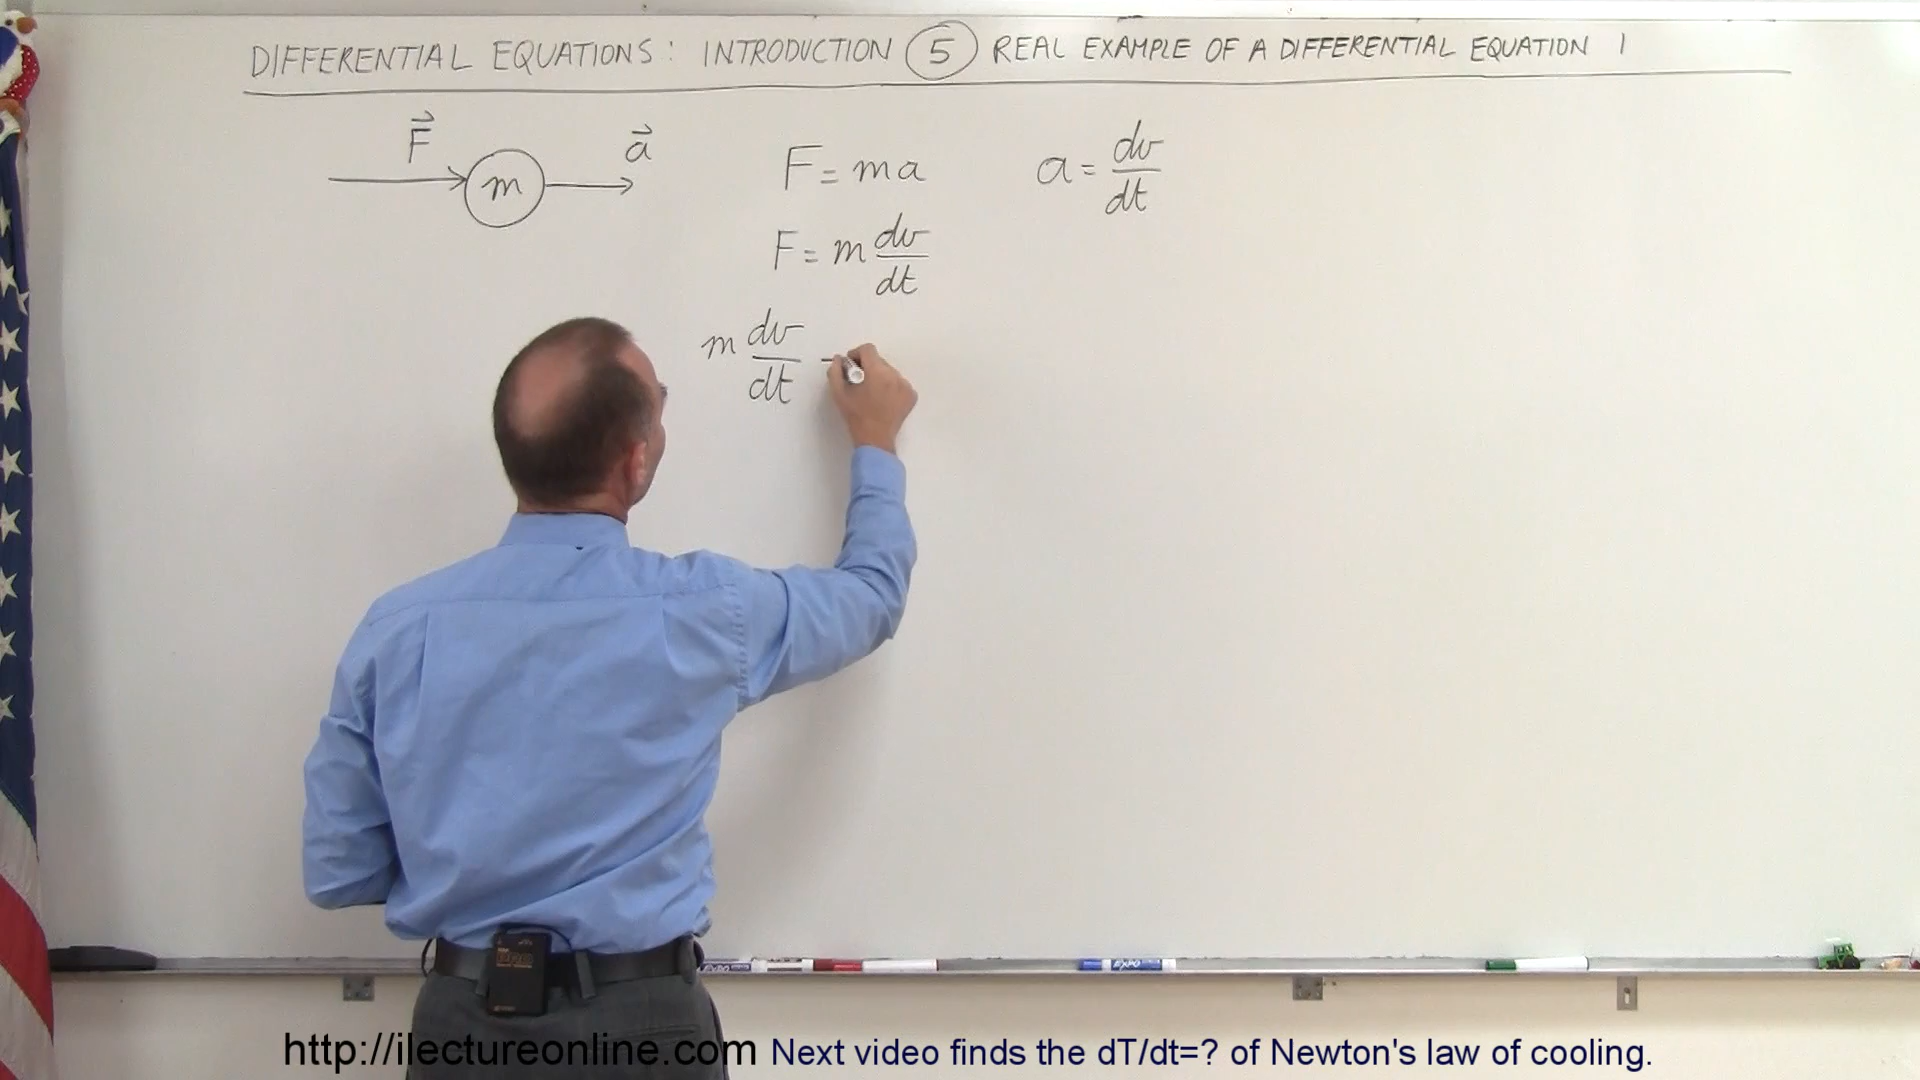 DIFFERENTIAL EQUATIONS: INTRODUCTION 5 REAL EXAMPLE OF A DIFFERENTIAL EQUATION 1
F⃗ m a⃗
F = ma
a = dv/dt
F = m dv/dt
m dv/dt -
EXPO
http://ilectureonline.com Next video finds the dT/dt=? of Newton's law of cooling.